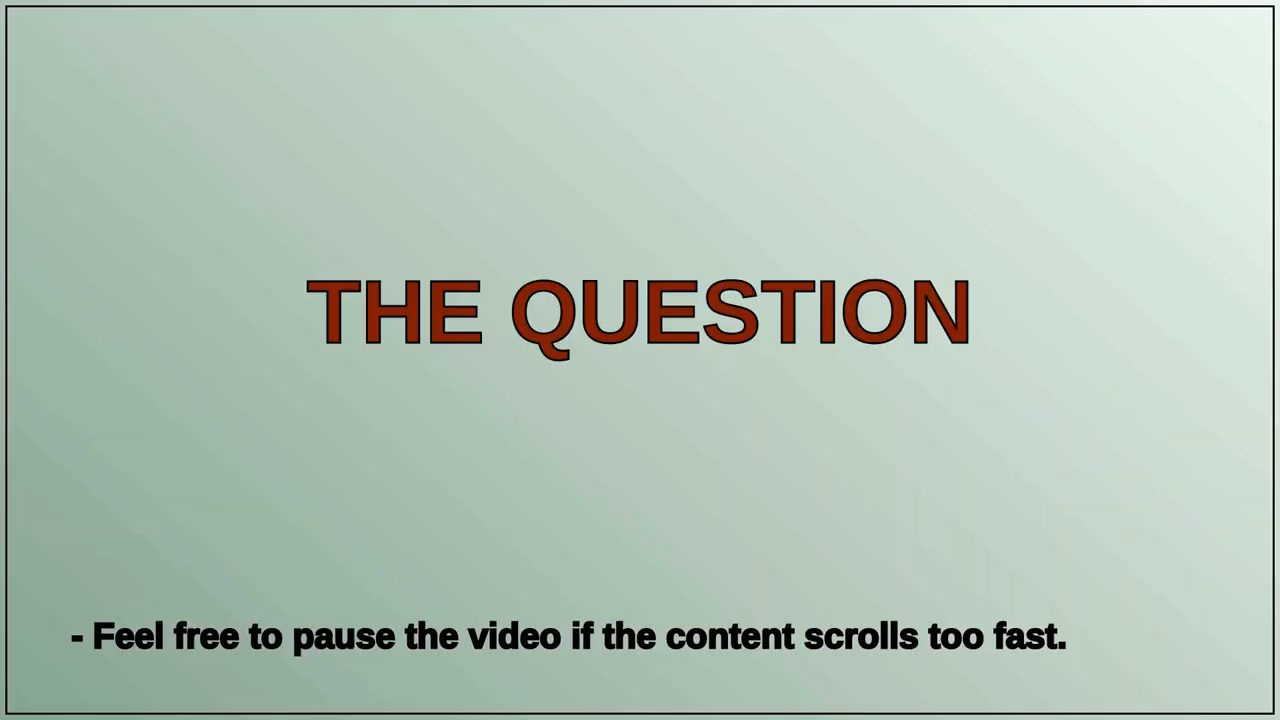 THE QUESTION
- Feel free to pause the video if the content scrolls too fast.